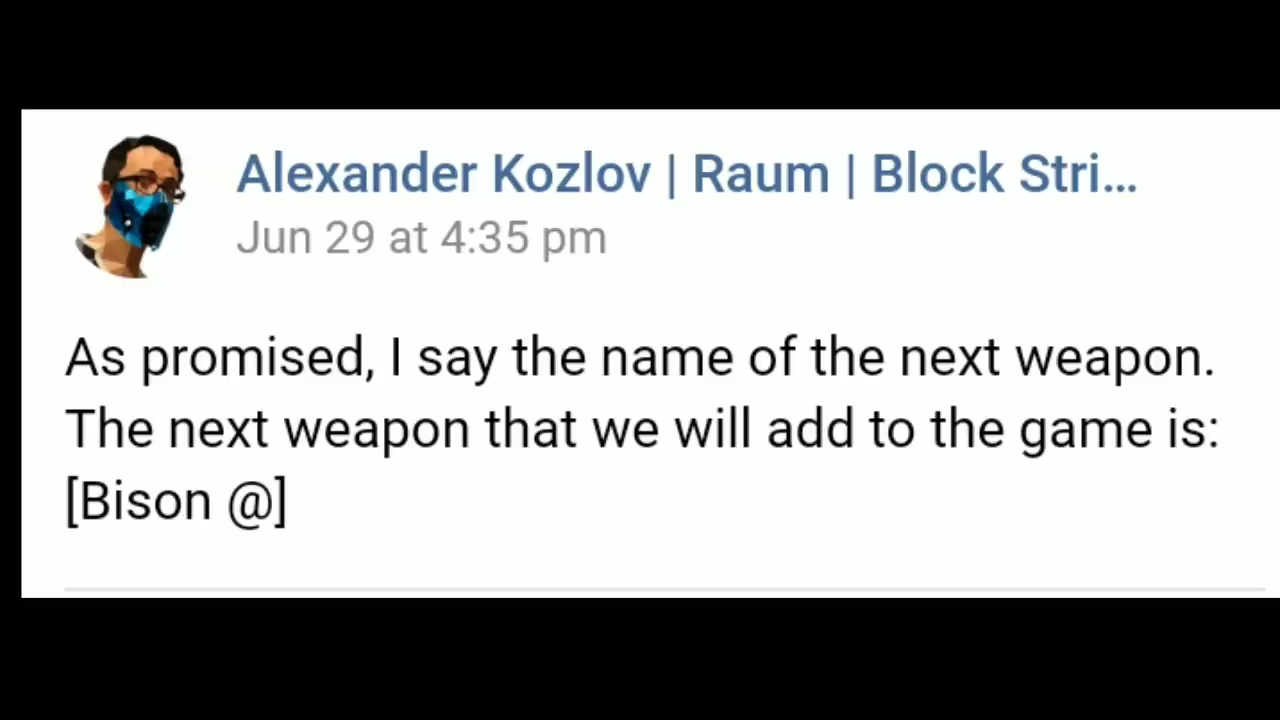 Alexander Kozlov | Raum | Block Stri...
Jun 29 at 4:35 pm
As promised, I say the name of the next weapon.
The next weapon that we will add to the game is:
[Bison @]